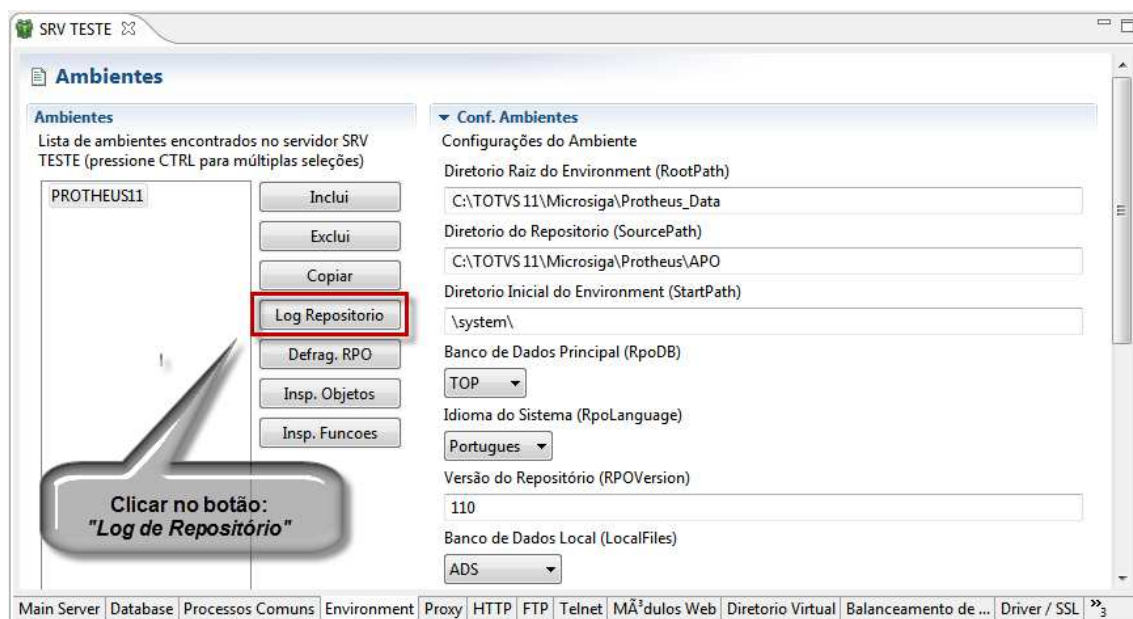 SRV TESTE
Ambientes
Ambientes
Lista de ambientes encontrados no servidor SRV
TESTE (pressione CTRL para múltiplas seleções)
PROTHEUS11
Inclui
Exclui
Copiar
Log Repositorio
Defrag. RPO
Insp. Objetos
Insp. Funcoes
Clicar no botão:
"Log de Repositório"
Conf. Ambientes
Configurações do Ambiente
Diretorio Raiz do Environment (RootPath)
C:\TOTVS 11\Microsiga\Protheus_Data
Diretorio do Repositorio (SourcePath)
C:\TOTVS 11\Microsiga\Protheus\APO
Diretorio Inicial do Environment (StartPath)
\system\
Banco de Dados Principal (RpoDB)
TOP
Idioma do Sistema (RpoLanguage)
Portugues
Versão do Repositório (RPOVersion)
110
Banco de Dados Local (LocalFiles)
ADS
Main Server Database Processos Comuns Environment Proxy HTTP FTP Telnet MÃ³dulos Web Diretorio Virtual Balanceamento de ... Driver / SSL »3